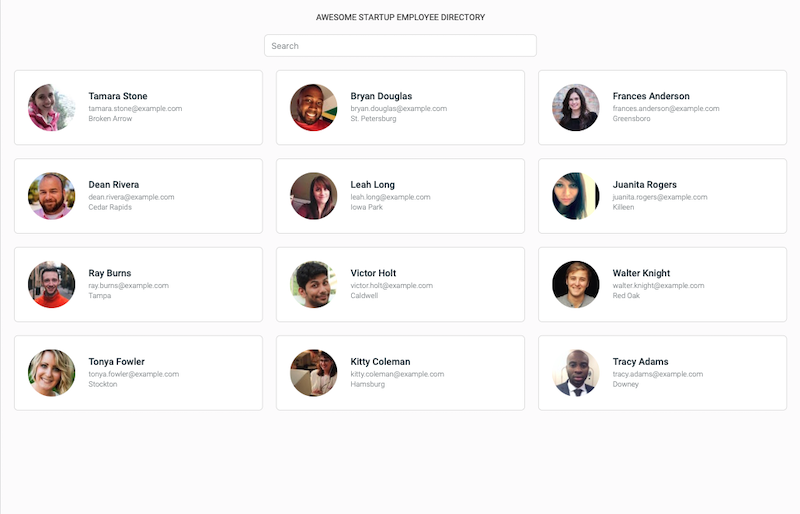 AWESOME STARTUP EMPLOYEE DIRECTORY
Search
Tamara Stone
tamara.stone@example.com
Broken Arrow
Bryan Douglas
bryan.douglas@example.com
St. Petersburg
Frances Anderson
frances.anderson@example.com
Greensboro
Dean Rivera
dean.rivera@example.com
Cedar Rapids
Leah Long
leah.long@example.com
Iowa Park
Juanita Rogers
juanita.rogers@example.com
Killeen
Ray Burns
ray.burns@example.com
Tampa
Victor Holt
victor.holt@example.com
Caldwell
Walter Knight
walter.knight@example.com
Red Oak
Tonya Fowler
tonya.fowler@example.com
Stockton
Kitty Coleman
kitty.coleman@example.com
Hamsburg
Tracy Adams
tracy.adams@example.com
Downey